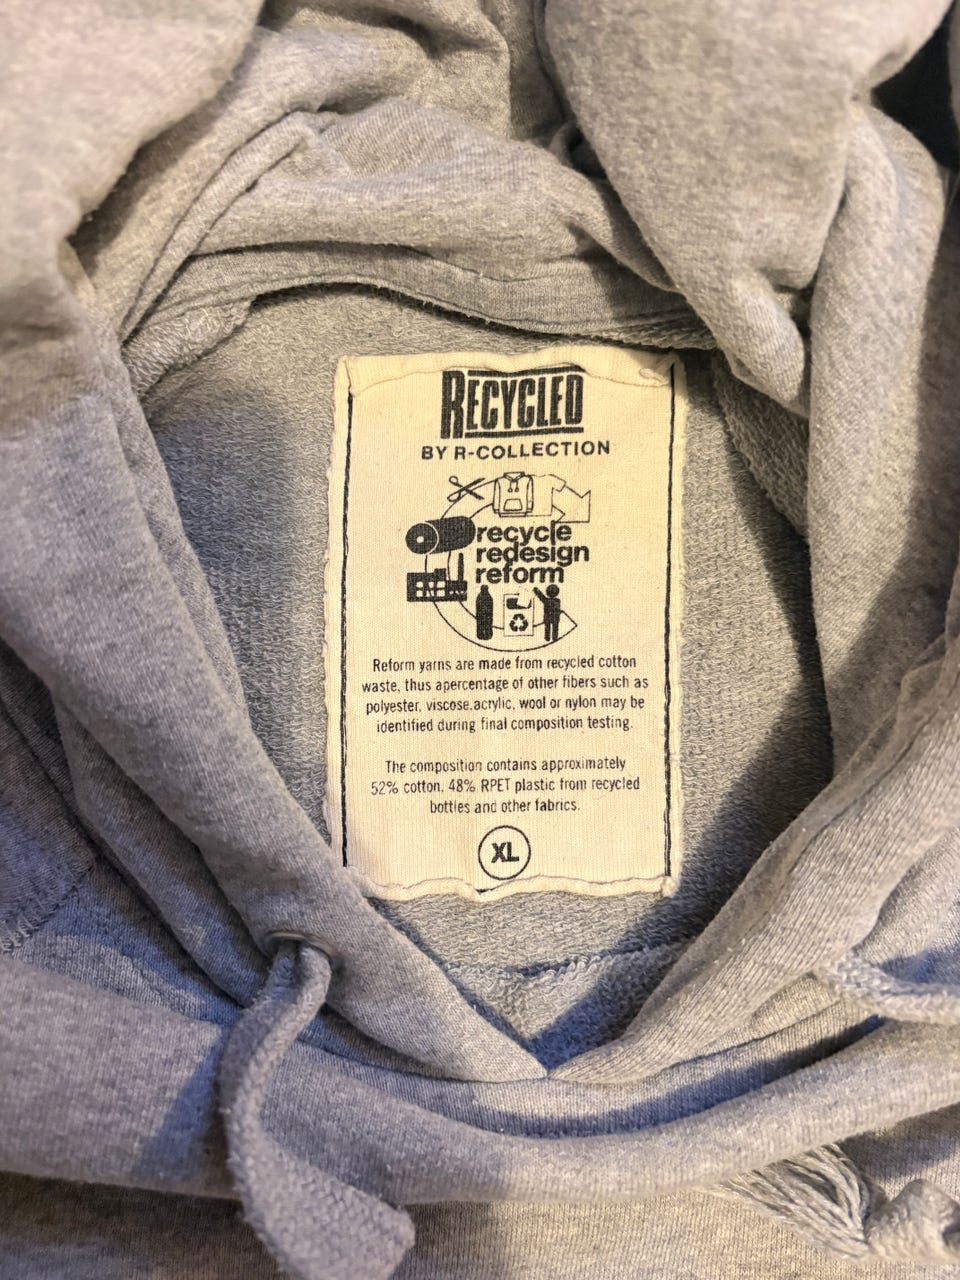 RECYCLED
BY R-COLLECTION
recycle
redesign
reform
Reform yarns are made from recycled cotton
waste, thus apercentage of other fibers such as
polyester, viscose,acrylic, wool or nylon may be
identified during final composition testing.
The composition contains approximately
52% cotton, 48% RPET plastic from recycled
bottles and other fabrics.
XL